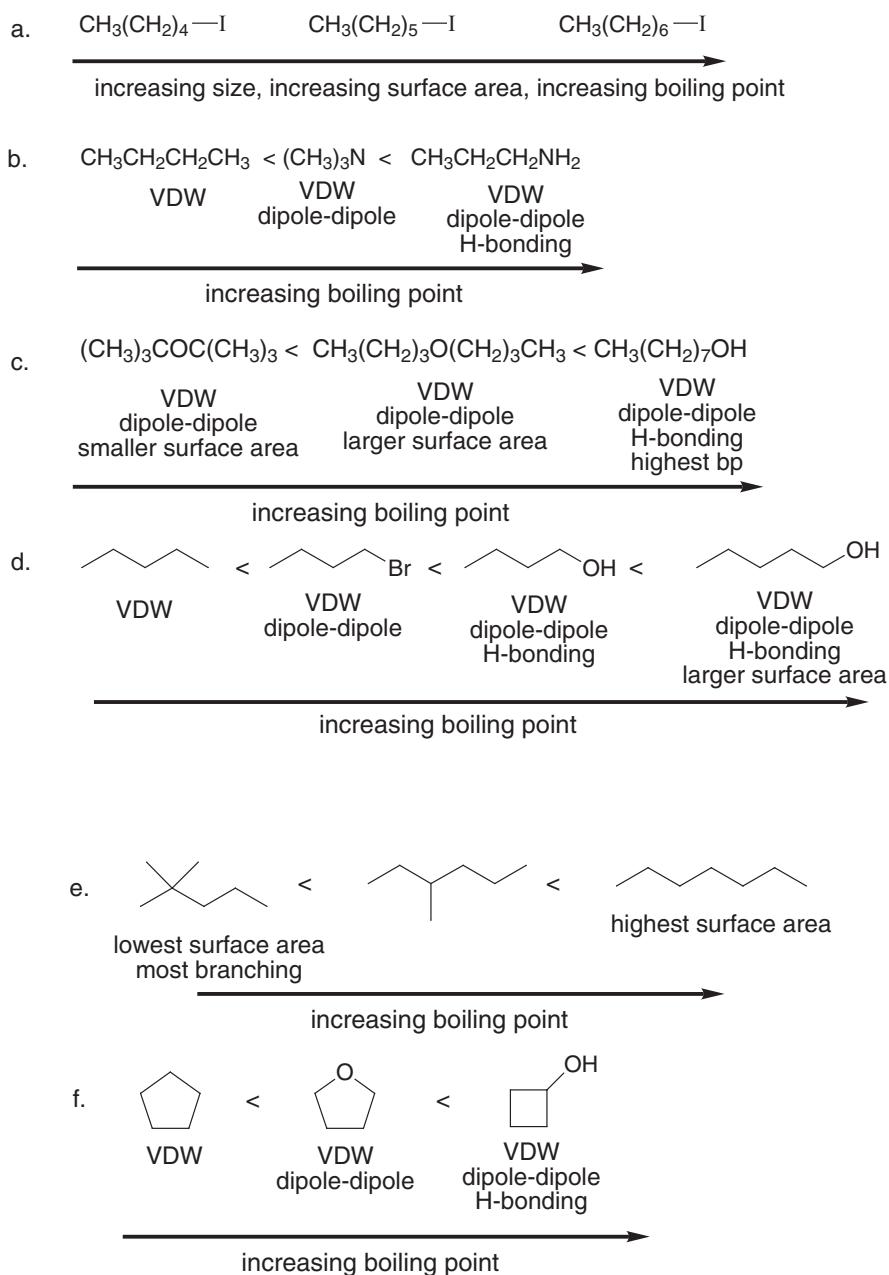 a. CH3(CH2)4—I CH3(CH2)5—I CH3(CH2)6—I
increasing size, increasing surface area, increasing boiling point
b. CH3CH2CH2CH3 < (CH3)3N < CH3CH2CH2NH2
VDW VDW VDW
dipole-dipole dipole-dipole
H-bonding
increasing boiling point
c. (CH3)3COC(CH3)3 < CH3(CH2)3O(CH2)3CH3 < CH3(CH2)7OH
VDW VDW VDW
dipole-dipole dipole-dipole dipole-dipole
smaller surface area larger surface area H-bonding
highest bp
increasing boiling point
d. < Br < OH < OH
VDW VDW VDW VDW
dipole-dipole dipole-dipole dipole-dipole
H-bonding H-bonding
larger surface area
increasing boiling point
e. < <
lowest surface area highest surface area
most branching
increasing boiling point
f. < O < OH
VDW VDW VDW
dipole-dipole dipole-dipole
H-bonding
increasing boiling point